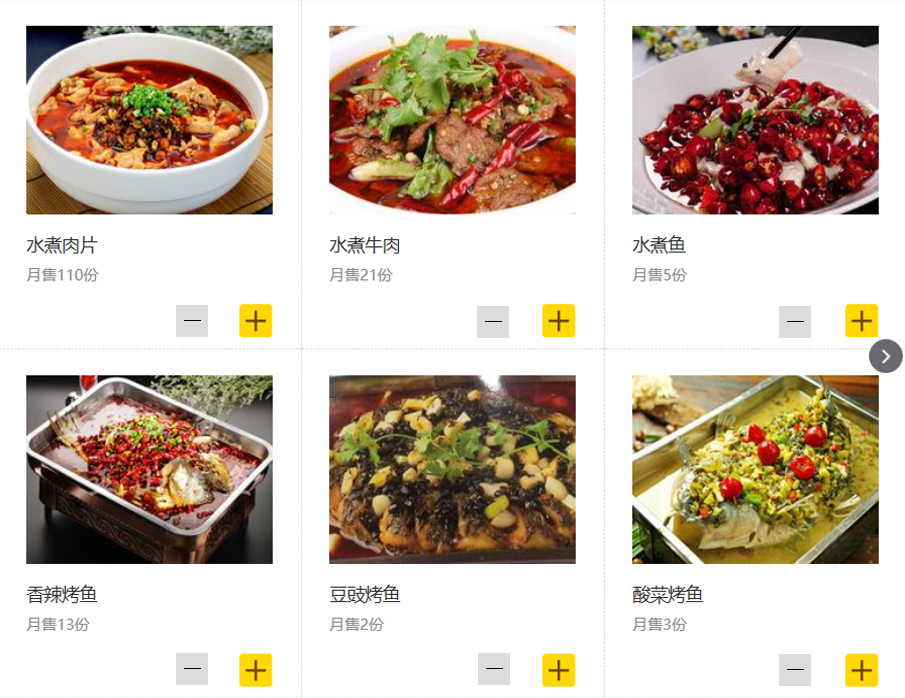 水煮肉片
月售110份
水煮牛肉
月售21份
水煮鱼
月售5份
香辣烤鱼
月售13份
豆豉烤鱼
月售2份
酸菜烤鱼
月售3份